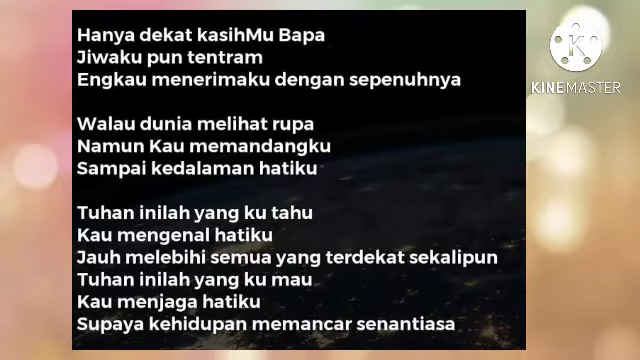 Hanya dekat kasihMu Bapa
Jiwaku pun tentram
Engkau menerimaku dengan sepenuhnya
Walau dunia melihat rupa
Namun Kau memandangku
Sampai kedalaman hatiku
Tuhan inilah yang ku tahu
Kau mengenal hatiku
Jauh melebihi semua yang terdekat sekalipun
Tuhan inilah yang ku mau
Kau menjaga hatiku
Supaya kehidupan memancar senantiasa
KINEMASTER